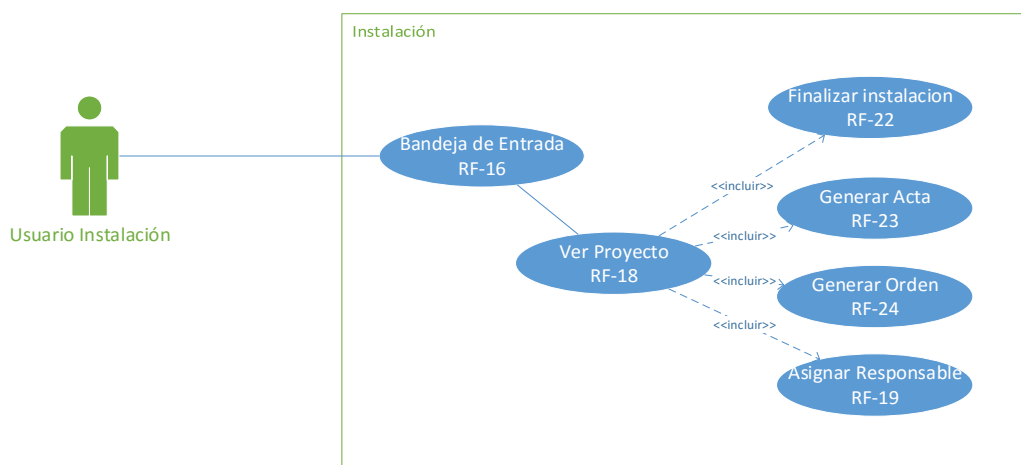 Instalación
Finalizar instalacion
RF-22
Bandeja de Entrada
RF-16
<<incluir>>
Generar Acta
RF-23
Usuario Instalación
<<incluir>>
Ver Proyecto
RF-18
<<incluir>>
Generar Orden
RF-24
<<incluir>>
Asignar Responsable
RF-19